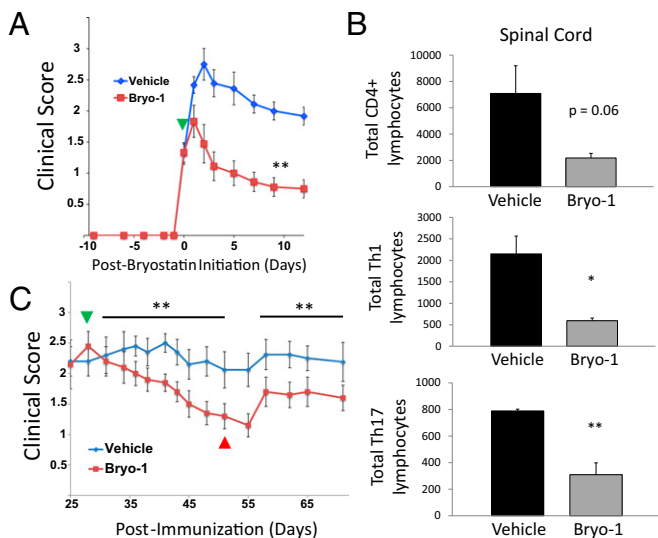 A
Clinical Score
3
2.5
2
1.5
1
0.5
Vehicle
Bryo-1
**
-10
-5
0
5
10
Post-Bryostatin Initiation (Days)
B
Spinal Cord
Total CD4+
lymphocytes
10000
8000
6000
4000
2000
0
p = 0.06
Vehicle
Bryo-1
Total Th1
lymphocytes
3000
2500
2000
1500
1000
500
0
*
Vehicle
Bryo-1
Total Th17
lymphocytes
800
600
400
200
0
**
Vehicle
Bryo-1
C
Clinical Score
3
2.5
2
1.5
1
0.5
**
**
Vehicle
Bryo-1
25
35
45
55
65
Post-Immunization (Days)